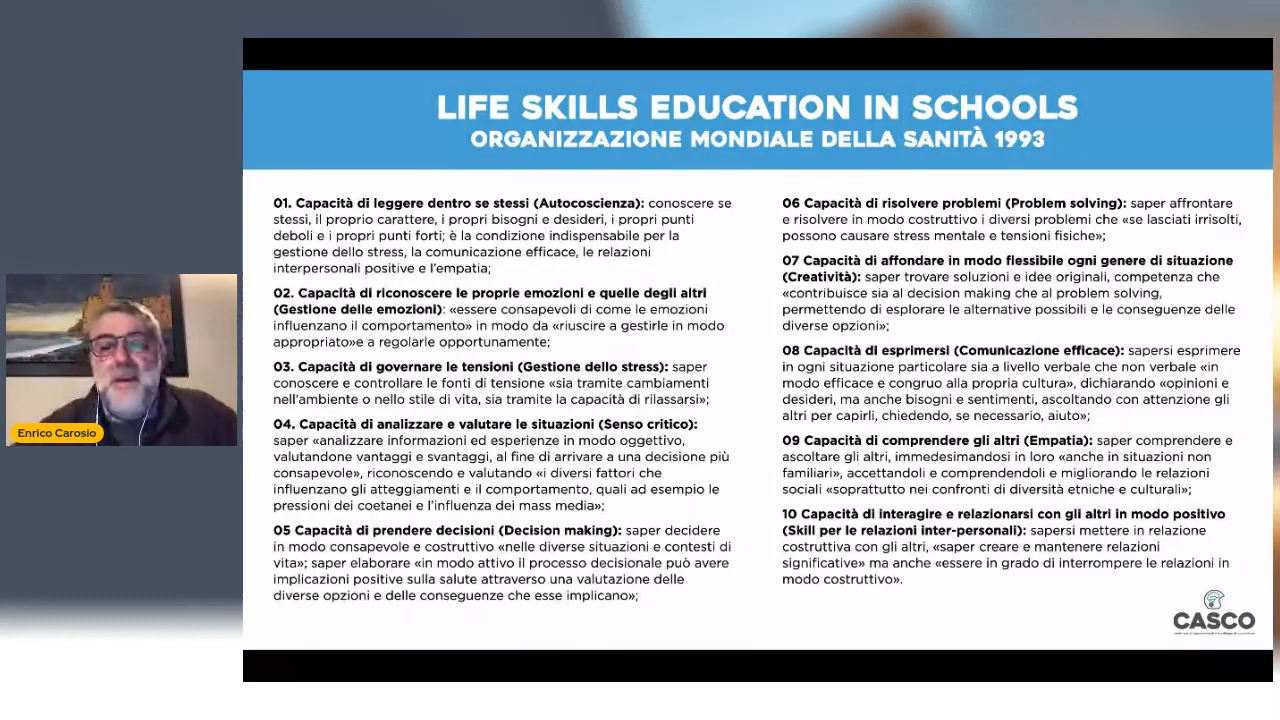 LIFE SKILLS EDUCATION IN SCHOOLS
ORGANIZZAZIONE MONDIALE DELLA SANITÀ 1993
01. Capacità di leggere dentro se stessi (Autocoscienza): conoscere se
stessi, il proprio carattere, i propri bisogni e desideri, i propri punti
deboli e i propri punti forti; è la condizione indispensabile per la
gestione dello stress, la comunicazione efficace, le relazioni
interpersonali positive e l'empatia;
02. Capacità di riconoscere le proprie emozioni e quelle degli altri
(Gestione delle emozioni): «essere consapevoli di come le emozioni
influenzano il comportamento» in modo da «riuscire a gestirle in modo
appropriato»e a regolarle opportunamente;
03. Capacità di governare le tensioni (Gestione dello stress): saper
conoscere e controllare le fonti di tensione «sia tramite cambiamenti
nell'ambiente o nello stile di vita, sia tramite la capacità di rilassarsi»;
04. Capacità di analizzare e valutare le situazioni (Senso critico):
saper «analizzare informazioni ed esperienze in modo oggettivo,
valutandone vantaggi e svantaggi, al fine di arrivare a una decisione più
consapevole», riconoscendo e valutando «i diversi fattori che
influenzano gli atteggiamenti e il comportamento, quali ad esempio le
pressioni dei coetanei e l'influenza dei mass media»;
05 Capacità di prendere decisioni (Decision making): saper decidere
in modo consapevole e costruttivo «nelle diverse situazioni e contesti di
vita»; saper elaborare «in modo attivo il processo decisionale può avere
implicazioni positive sulla salute attraverso una valutazione delle
diverse opzioni e delle conseguenze che esse implicano»;
06 Capacità di risolvere problemi (Problem solving): saper affrontare
e risolvere in modo costruttivo i diversi problemi che «se lasciati irrisolti,
possono causare stress mentale e tensioni fisiche»;
07 Capacità di affondare in modo flessibile ogni genere di situazione
(Creatività): saper trovare soluzioni e idee originali, competenza che
«contribuisce sia al decision making che al problem solving,
permettendo di esplorare le alternative possibili e le conseguenze delle
diverse opzioni»;
08 Capacità di esprimersi (Comunicazione efficace): sapersi esprimere
in ogni situazione particolare sia a livello verbale che non verbale «in
modo efficace e congruo alla propria cultura», dichiarando «opinioni e
desideri, ma anche bisogni e sentimenti, ascoltando con attenzione gli
altri per capirli, chiedendo, se necessario, aiuto»;
09 Capacità di comprendere gli altri (Empatia): saper comprendere e
ascoltare gli altri, immedesimandosi in loro «anche in situazioni non
familiari», accettandoli e comprendendoli e migliorando le relazioni
sociali «soprattutto nei confronti di diversità etniche e culturali»;
10 Capacità di interagire e relazionarsi con gli altri in modo positivo
(Skill per le relazioni inter-personali): sapersi mettere in relazione
costruttiva con gli altri, «saper creare e mantenere relazioni
significative» ma anche «essere in grado di interrompere le relazioni in
modo costruttivo».
CASCO
Enrico Carosio